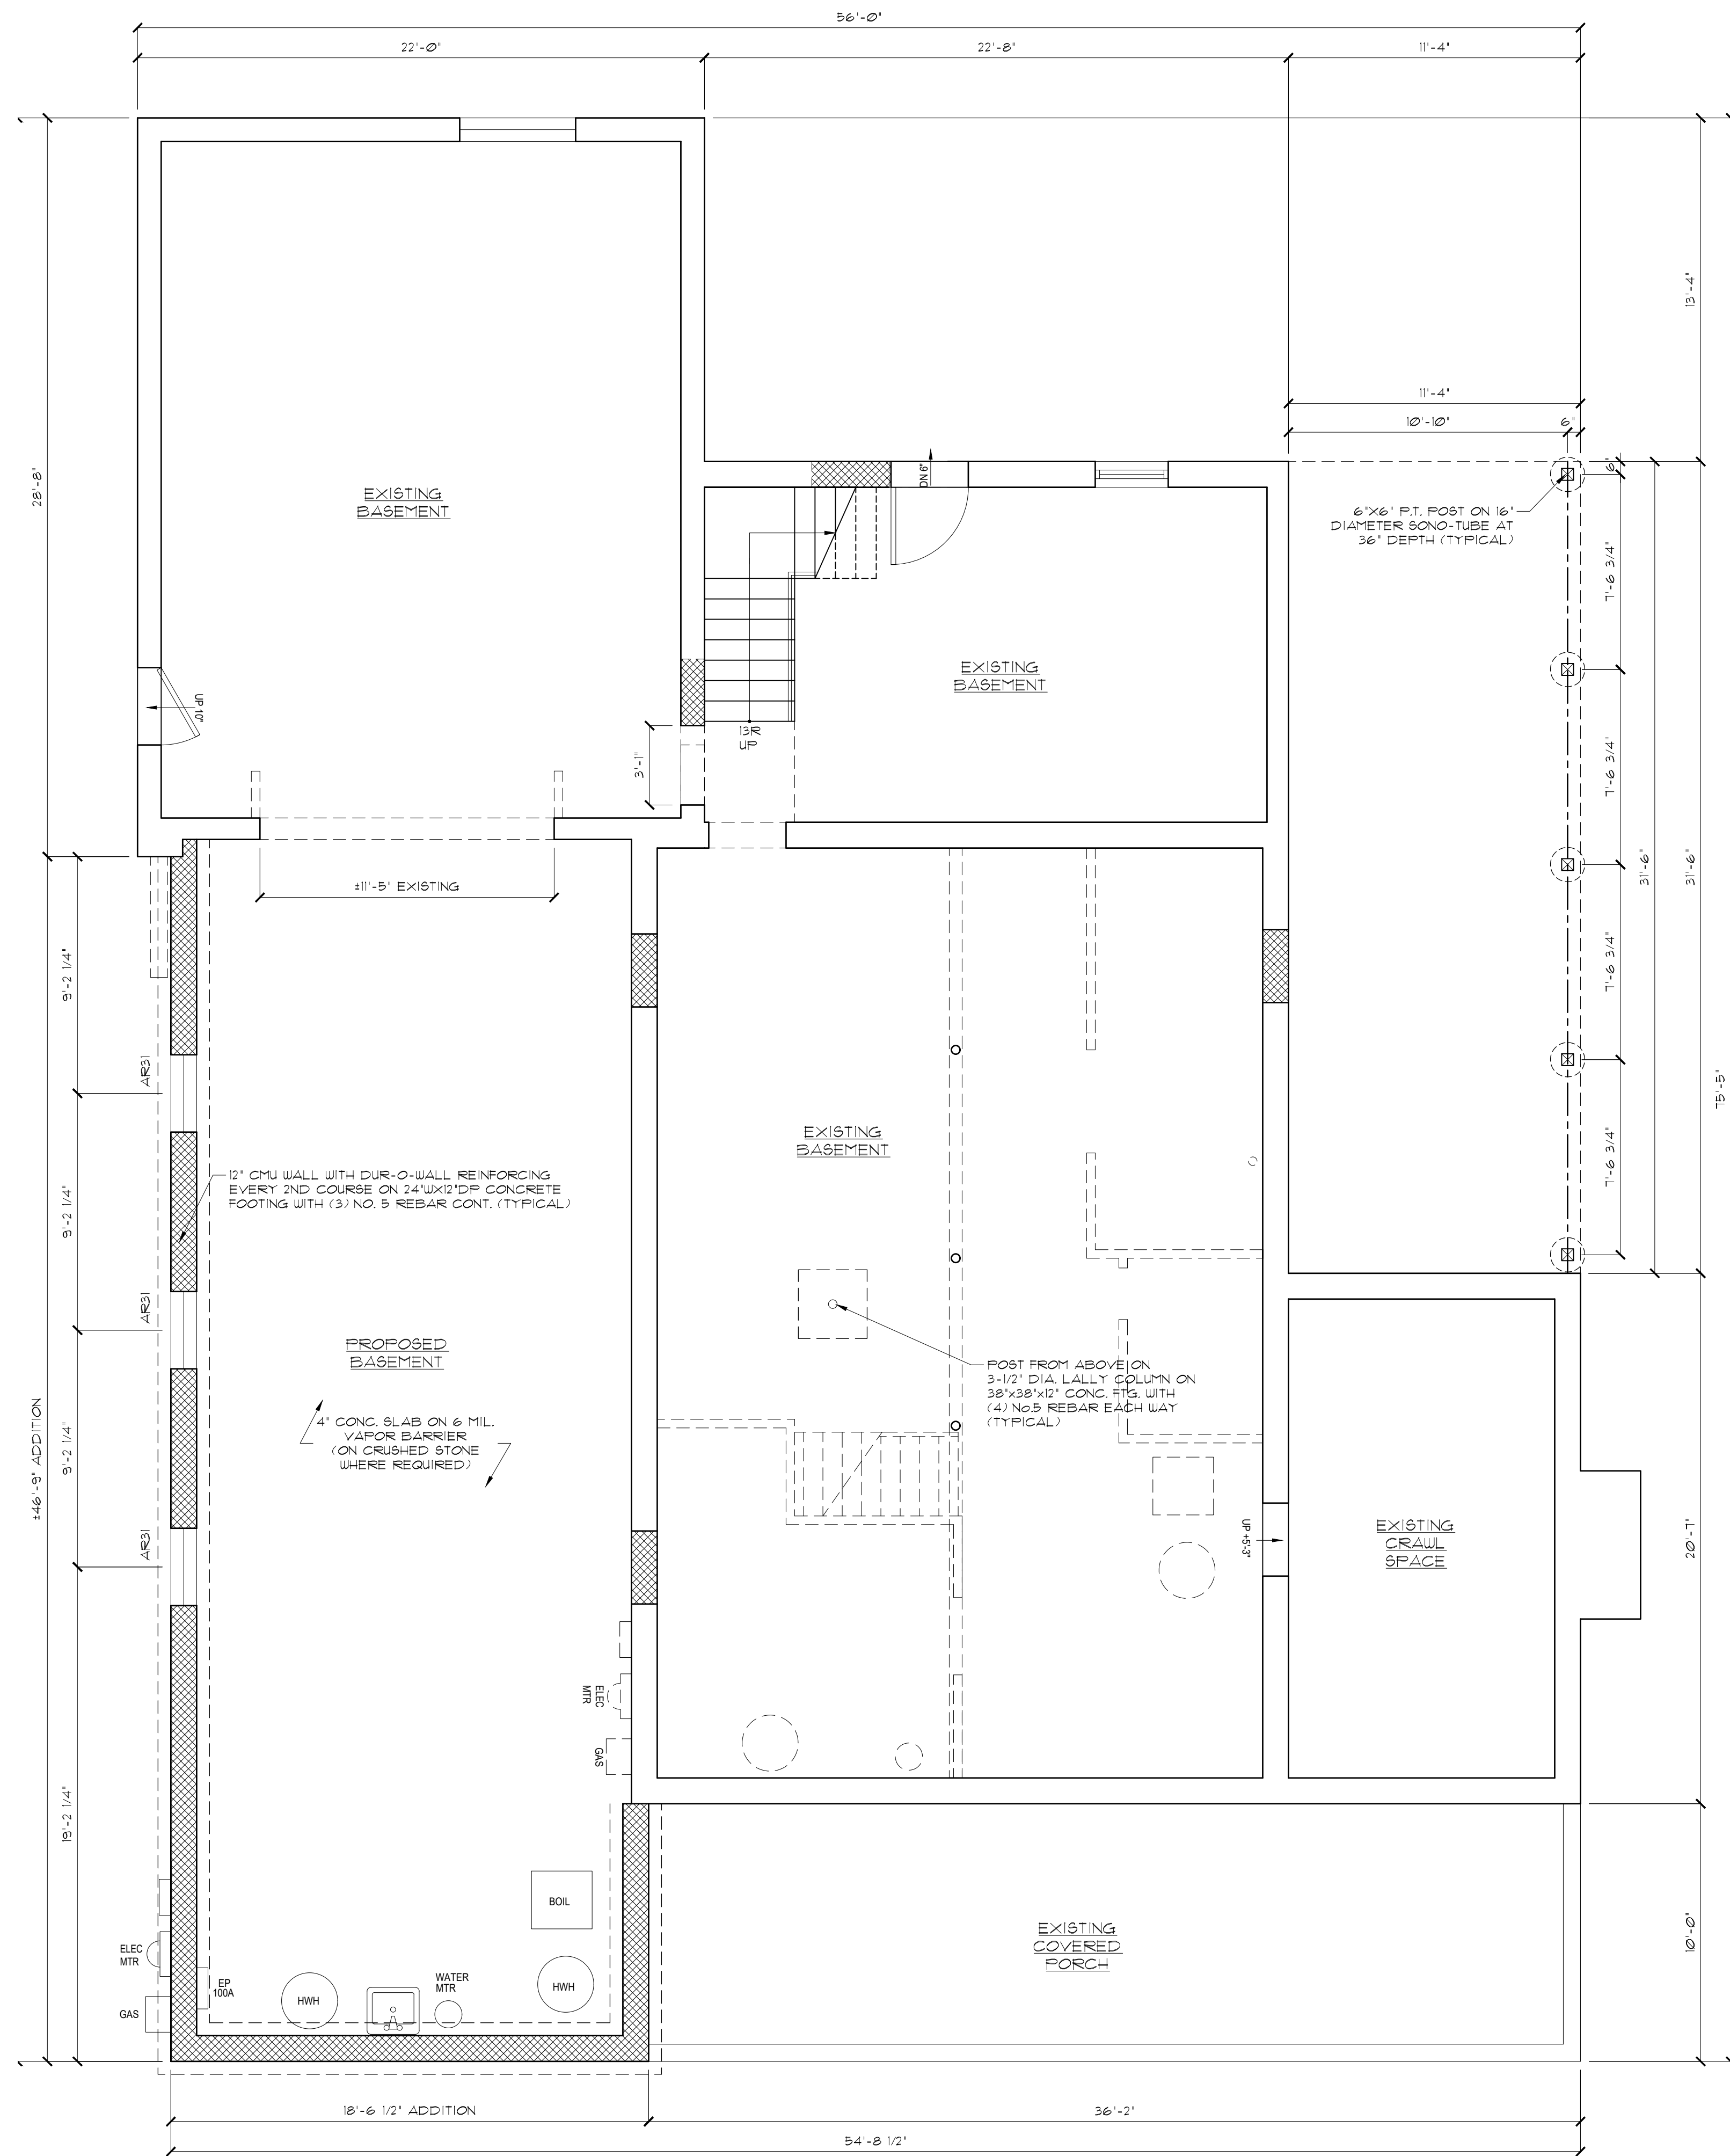 56'-0"
22'-0"
22'-8"
11'-4"
13'-4"
28'-8"
11'-4"
10'-10"
6"
6"
DN 9"
EXISTING
BASEMENT
6"X6" P.T. POST ON 16"
DIAMETER SONO-TUBE AT
36" DEPTH (TYPICAL)
7'-6 3/4"
EXISTING
BASEMENT
UP 10"
13R
UP
3'-1"
7'-6 3/4"
31'-6"
31'-6"
±11'-5" EXISTING
9'-2 1/4"
7'-6 3/4"
AR31
75'-5"
EXISTING
BASEMENT
12" CMU WALL WITH DUR-O-WALL REINFORCING
EVERY 2ND COURSE ON 24"WX12"DP CONCRETE
FOOTING WITH (3) NO. 5 REBAR CONT. (TYPICAL)
7'-6 3/4"
9'-2 1/4"
AR31
PROPOSED
BASEMENT
POST FROM ABOVE ON
3-1/2" DIA. LALLY COLUMN ON
38"x38"x12" CONC. FTG. WITH
(4) No.5 REBAR EACH WAY
(TYPICAL)
4" CONC. SLAB ON 6 MIL.
VAPOR BARRIER
(ON CRUSHED STONE
WHERE REQUIRED)
9'-2 1/4"
±46'-9" ADDITION
AR31
UP +5'-3"
EXISTING
CRAWL
SPACE
20'-7"
ELEC
MTR
GAS
19'-2 1/4"
BOIL
EXISTING
COVERED
PORCH
10'-0"
ELEC
MTR
EP
100A
GAS
HWH
WATER
MTR
HWH
18'-6 1/2" ADDITION
36'-2"
54'-8 1/2"